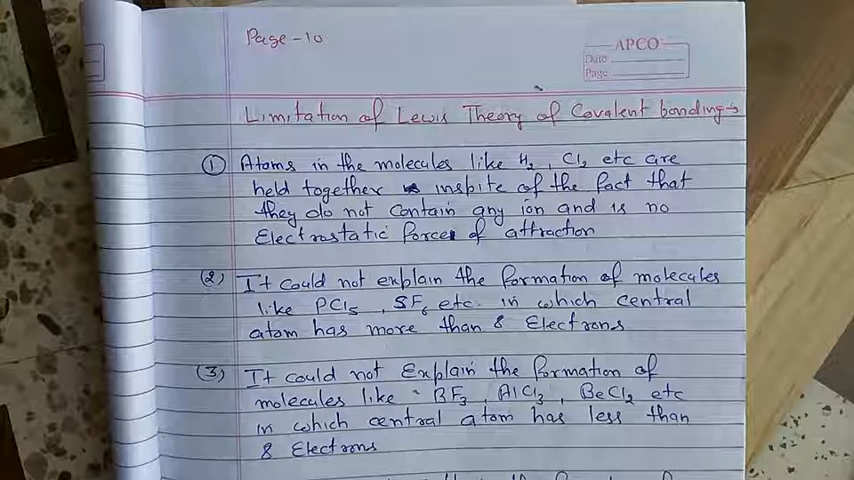 Page-10
APCO
Date
Page
Limitation of Lewis Theory of Covalent bonding→
(1) Atoms in the molecules like H₂, Cl₂ etc are
held together inspite of the fact that
they do not contain any ion and is no
Electrostatic force of attraction
(2) It could not explain the formation of molecules
like PCl₅, SF₆ etc. in which central
atom has more than 8 Electrons
(3) It could not Explain the formation of
molecules like BF₃, AlCl₃, BeCl₂ etc
in which central atom has less than
8 Electrons